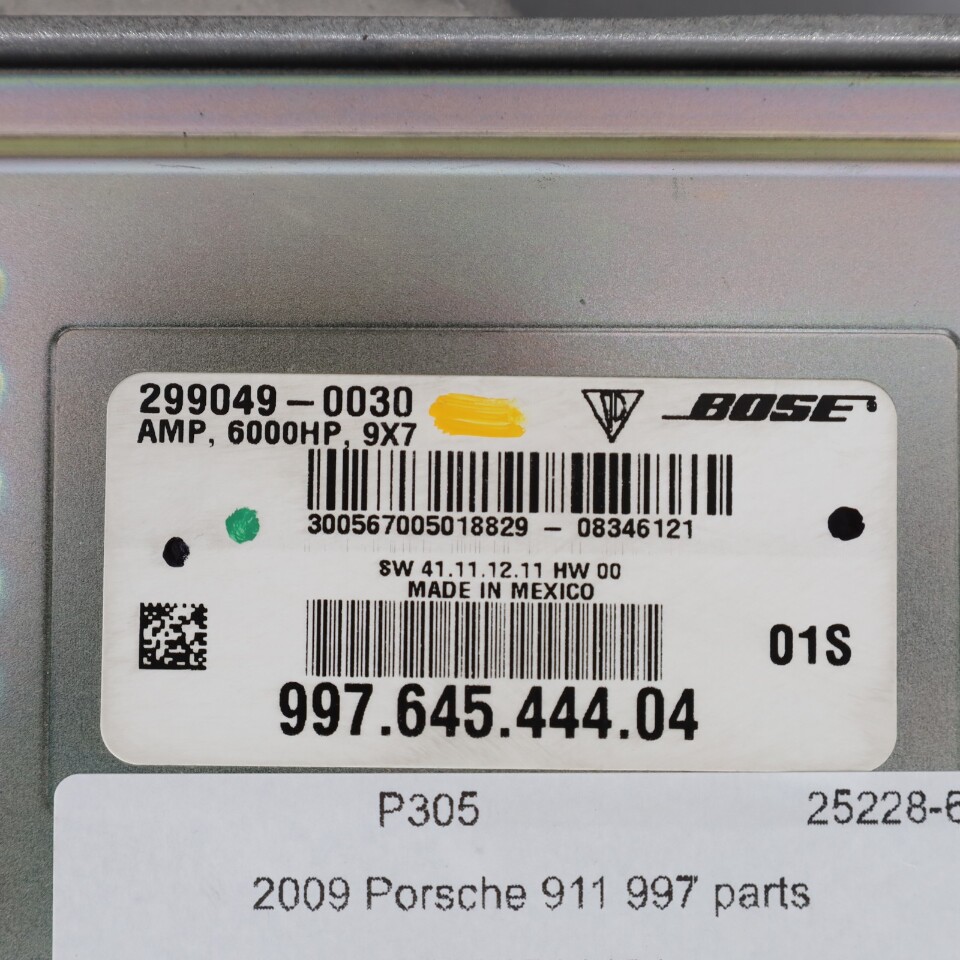 299049-0030
AMP, 6000HP, 9X7
BOSE
300567005018829 - 08346121
SW 41.11.12.11 HW 00
MADE IN MEXICO
01S
997.645.444.04
P305 25228-6
2009 Porsche 911 997 parts